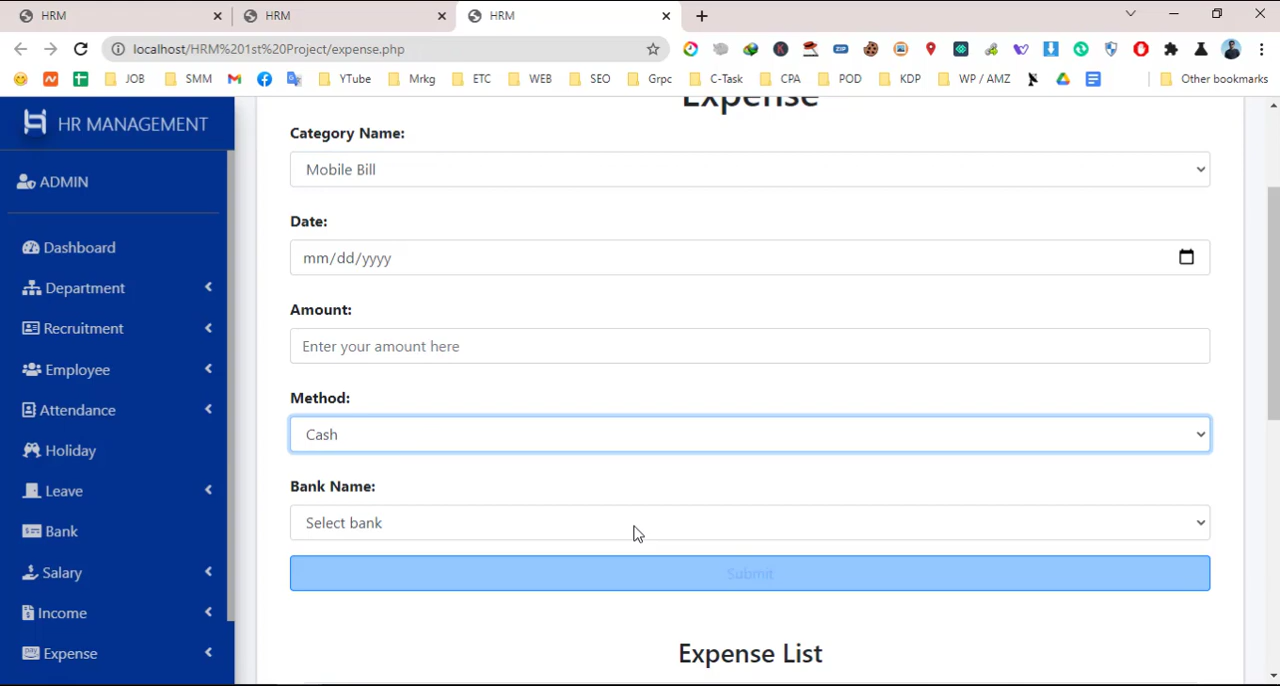 HRM
HRM
HRM
localhost/HRM%201st%20Project/expense.php
JOB
SMM
YTube
Mrkg
ETC
WEB
SEO
Grpc
C-Task
CPA
POD
KDP
WP / AMZ
Other bookmarks
HR MANAGEMENT
ADMIN
Dashboard
Department
Recruitment
Employee
Attendance
Holiday
Leave
Bank
Salary
Income
Expense
Expense
Category Name:
Mobile Bill
Date:
mm/dd/yyyy
Amount:
Enter your amount here
Method:
Cash
Bank Name:
Select bank
Submit
Expense List